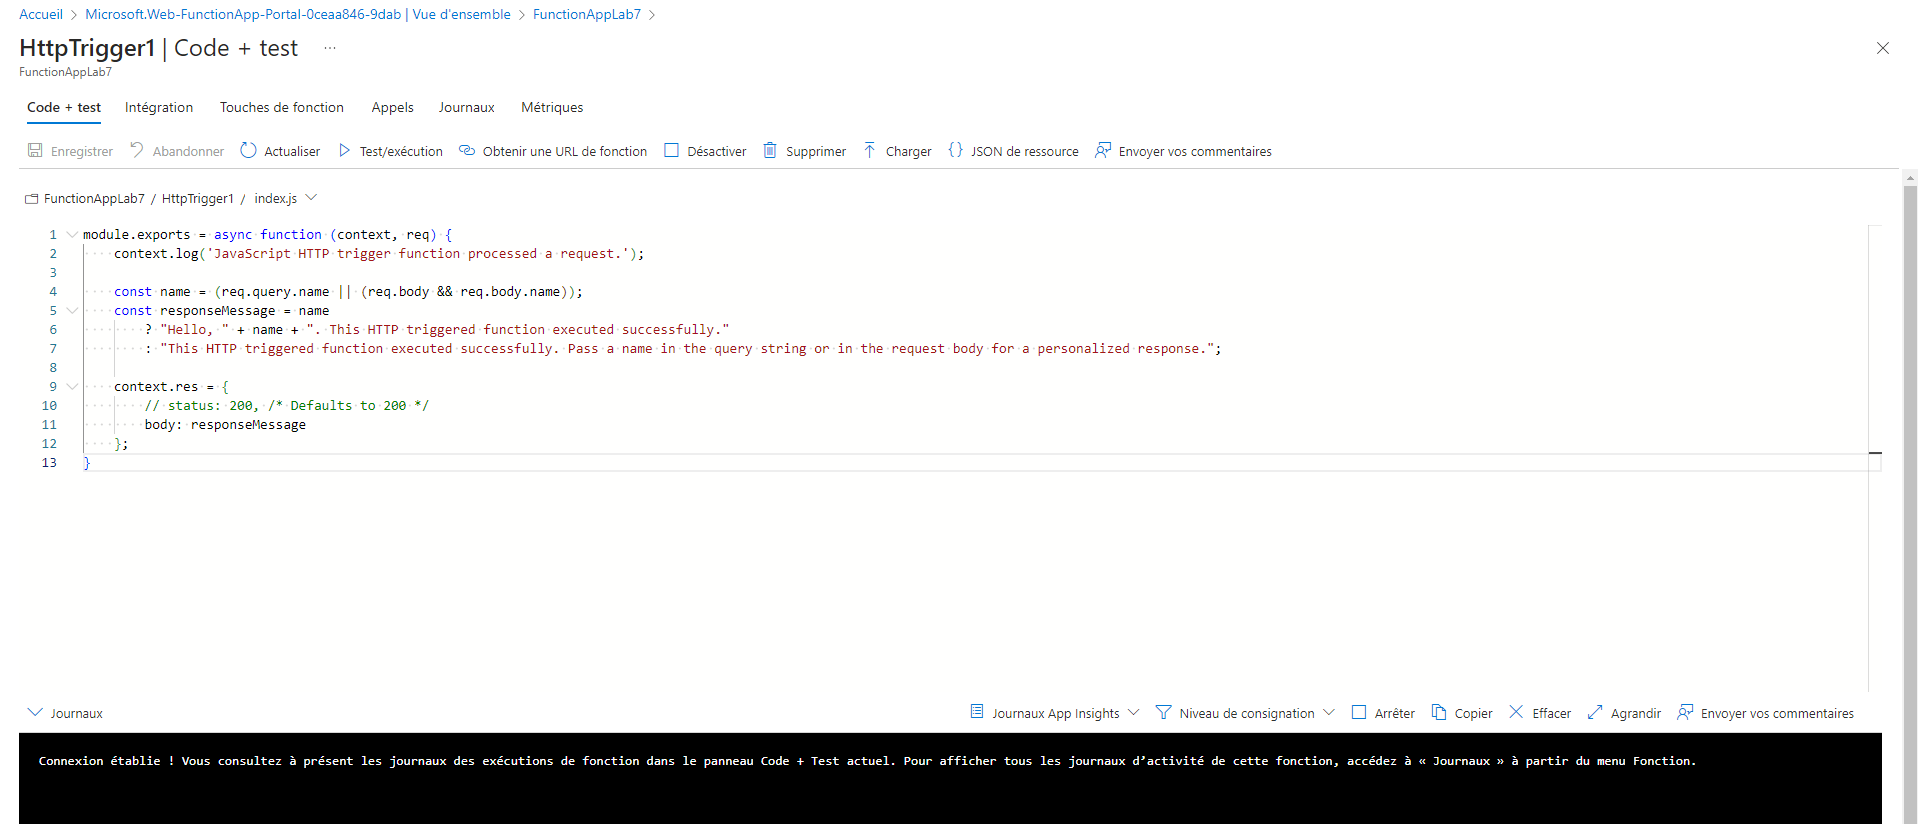 Accueil > Microsoft.Web-FunctionApp-Portal-0ceaa846-9dab | Vue d'ensemble > FunctionAppLab7 >
HttpTrigger1 | Code + test ...
FunctionAppLab7
Code + test Intégration Touches de fonction Appels Journaux Métriques
Enregistrer Abandonner Actualiser Test/exécution Obtenir une URL de fonction Désactiver Supprimer Charger {} JSON de ressource Envoyer vos commentaires
FunctionAppLab7 / HttpTrigger1 / index.js
1 module.exports = async function (context, req) {
2     context.log('JavaScript HTTP trigger function processed a request.');
3
4     const name = (req.query.name || (req.body && req.body.name));
5     const responseMessage = name
6         ? "Hello, " + name + ". This HTTP triggered function executed successfully."
7         : "This HTTP triggered function executed successfully. Pass a name in the query string or in the request body for a personalized response.";
8
9     context.res = {
10         // status: 200, /* Defaults to 200 */
11         body: responseMessage
12     };
13 }
Journaux Journaux App Insights Niveau de consignation Arrêter Copier Effacer Agrandir Envoyer vos commentaires
Connexion établie ! Vous consultez à présent les journaux des exécutions de fonction dans le panneau Code + Test actuel. Pour afficher tous les journaux d’activité de cette fonction, accédez à « Journaux » à partir du menu Fonction.